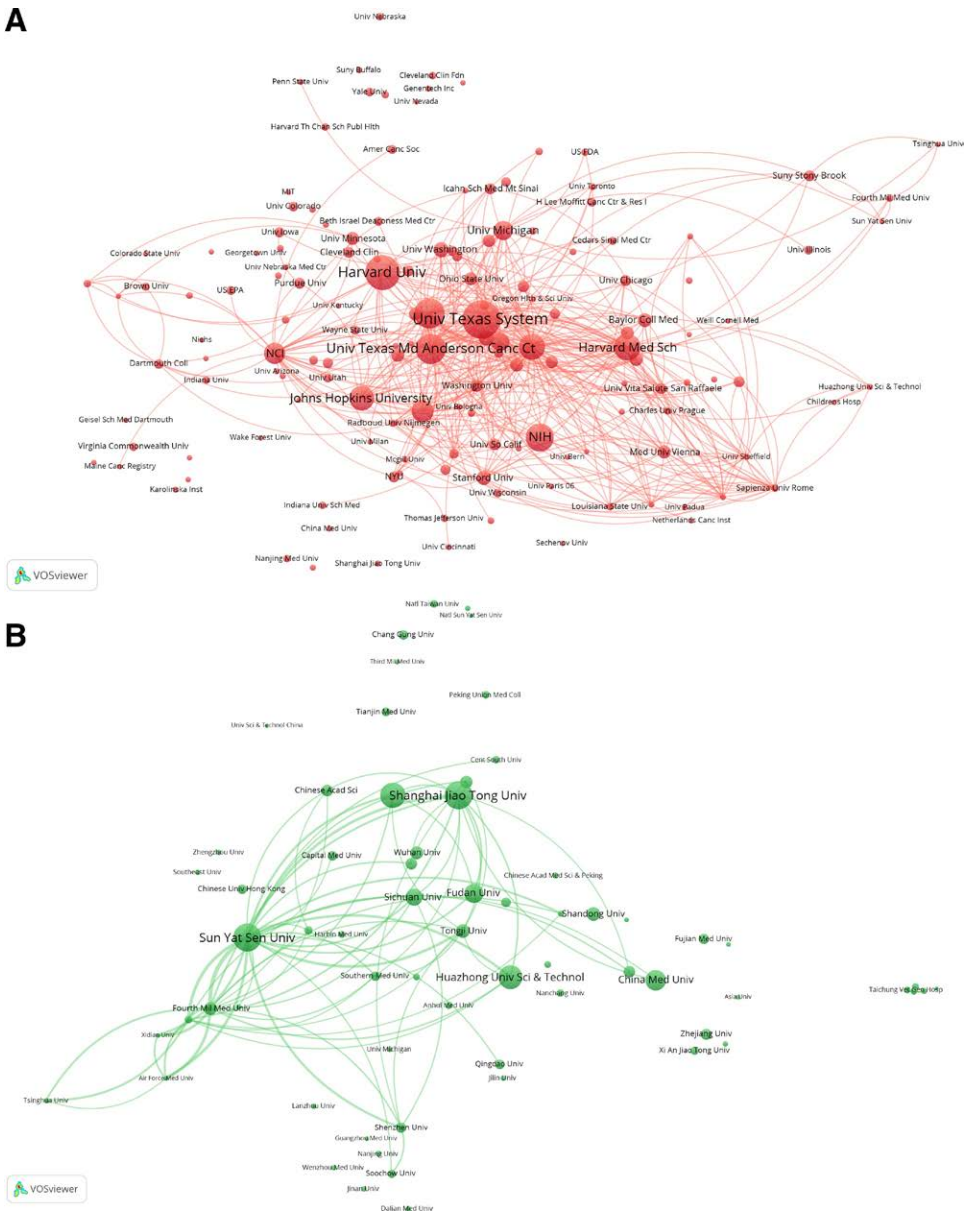 A
Univ Nebraska
Suny Buffalo
Cleveland Clin Fdn
Penn State Univ
Genentech Inc
Yale Univ
Univ Nevada
Harvard Th Chan Sch Publ Hlth
Tsinghua Univ
Amer Canc Soc
US FDA
Suny Stony Brook
Icahn Sch Med Mt Sinai
Univ Toronto
MIT
Fourth Mil Med Univ
H Lee Moffitt Canc Ctr & Res I
Univ Colorado
Beth Israel Deaconess Med Ctr
Sun Yat Sen Univ
Univ Iowa
Univ Michigan
Univ Minnesota
Cedars Sinai Med Ctr
Univ Washington
Univ Illinois
Colorado State Univ
Georgetown Univ
Cleveland Clin
Univ Nebraska Med Ctr
Harvard Univ
Ohio State Univ
Univ Chicago
Purdue Univ
Brown Univ
US EPA
Oregon Hlth & Sci Univ
Univ Kentucky
Univ Texas System
Baylor Coll Med
Weill Cornell Med
Wayne State Univ
Niehs
Univ Texas Md Anderson Canc Ct
Harvard Med Sch
NCI
Dartmouth Coll
Univ Arizona
Univ Utah
Indiana Univ
Washington Univ
Univ Vita Salute San Raffaele
Huazhong Univ Sci & Technol
Johns Hopkins University
Childrens Hosp
Univ Bologna
Charles Univ Prague
Geisel Sch Med Dartmouth
Radboud Univ Nijmegen
Wake Forest Univ
NIH
Univ Milan
Univ So Calif
Virginia Commonwealth Univ
Med Univ Vienna
Univ Bern
Univ Sheffield
Mcgill Univ
Maine Canc Registry
NYU
Stanford Univ
Univ Paris 06
Sapienza Univ Rome
Karolinska Inst
Univ Wisconsin
Indiana Univ Sch Med
Louisiana State Univ
Univ Padua
Thomas Jefferson Univ
Netherlands Canc Inst
China Med Univ
Sechenov Univ
Univ Cincinnati
Nanjing Med Univ
Shanghai Jiao Tong Univ
VOSviewer
B
Natl Taiwan Univ
Natl Sun Yat Sen Univ
Chang Gung Univ
Third Mil Med Univ
Peking Union Med Coll
Tianjin Med Univ
Univ Sci & Technol China
Cent South Univ
Chinese Acad Sci
Shanghai Jiao Tong Univ
Zhengzhou Univ
Capital Med Univ
Wuhan Univ
Southeast Univ
Chinese Acad Med Sci & Peking
Chinese Univ Hong Kong
Sichuan Univ
Fudan Univ
Shandong Univ
Sun Yat Sen Univ
Harbin Med Univ
Tongji Univ
Fujian Med Univ
Southern Med Univ
Huazhong Univ Sci & Technol
China Med Univ
Nanchang Univ
Asia Univ
Taichung Vet Gen Hosp
Fourth Mil Med Univ
Anhui Med Univ
Xidian Univ
Zhejiang Univ
Univ Michigan
Xi An Jiao Tong Univ
Qingdao Univ
Air Force Med Univ
Jilin Univ
Tsinghua Univ
Lanzhou Univ
Shenzhen Univ
Guangzhou Med Univ
Nanjing Univ
Wenzhou Med Univ
Soochow Univ
Jinan Univ
Dalian Med Univ
VOSviewer